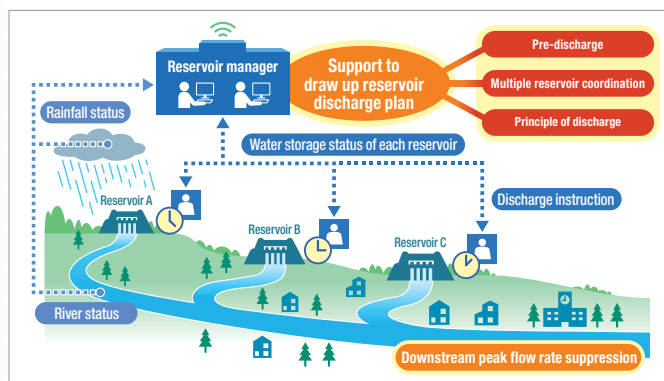 Reservoir manager
Support to
draw up reservoir
discharge plan
Pre-discharge
Multiple reservoir coordination
Principle of discharge
Rainfall status
Water storage status of each reservoir
Reservoir A
Discharge instruction
Reservoir B
Reservoir C
River status
Downstream peak flow rate suppression